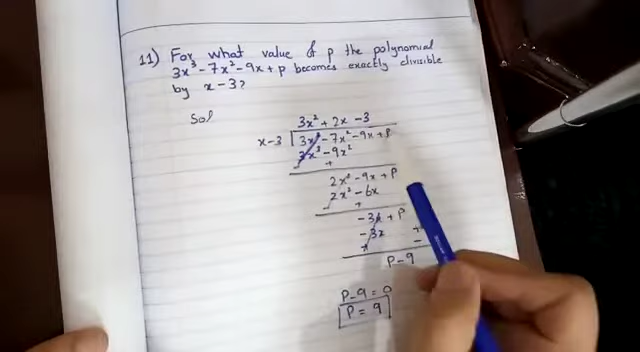 11) For what value of p the polynomial
3x³ - 7x² - 9x + p becomes exactly divisible
by x - 3?
Sol
3x² + 2x - 3
x-3 | 3x³ - 7x² - 9x + p
3x³ - 9x²
- +
2x² - 9x + p
2x² - 6x
- +
-3x + p
-3x +
+ -
p - 9
p - 9 = 0
p = 9